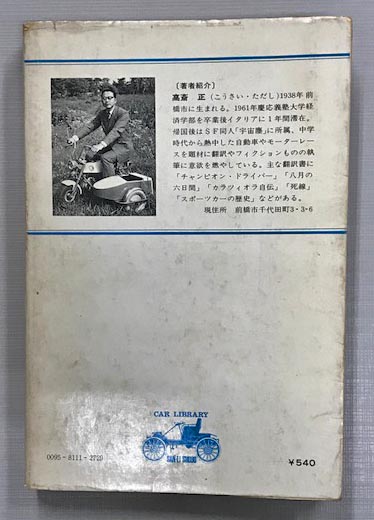 〔著者紹介〕
高斎 正（こうさい・ただし）1938年 前
橋市に生まれる。1961年慶応義塾大学経
済学部を卒業後イタリアに１年間滞在。
帰国後はＳＦ同人「宇宙塵」に所属、中学
時代から熱中した自動車やモーターレー
スを題材に翻訳やフィクションものの執
筆に意欲を燃やしている。主な翻訳書に
「チャンピオン・ドライバー」「八月の
六日間」「カラツィオラ自伝」「死線」
「スポーツカーの歴史」などがある。
現住所 前橋市千代田町3・3・6
CAR LIBRARY
0095-8111-2729
¥540